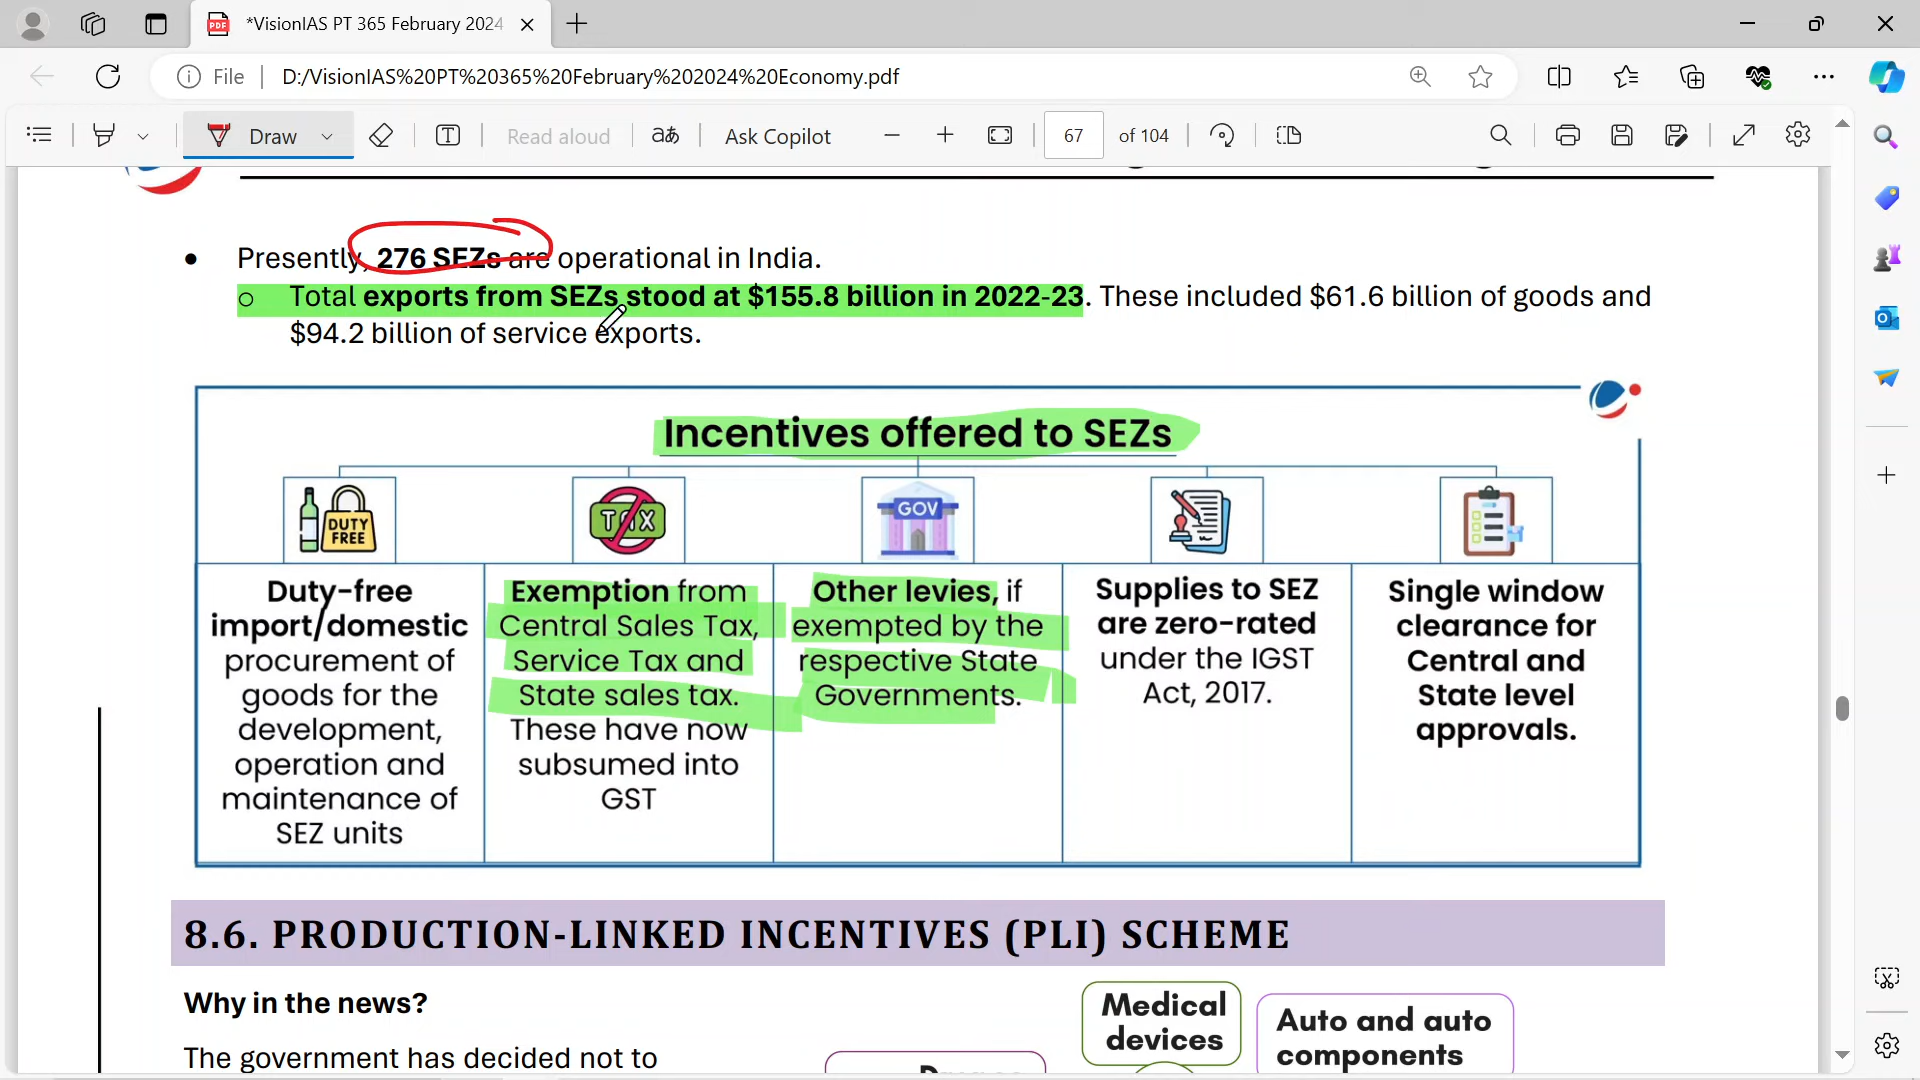 *VisionIAS PT 365 February 2024
File
D:/VisionIAS%20PT%20365%20February%202024%20Economy.pdf
Draw
Read aloud
aあ
Ask Copilot
67
of 104
Presently, 276 SEZs are operational in India.
Total exports from SEZs stood at $155.8 billion in 2022-23. These included $61.6 billion of goods and
$94.2 billion of service exports.
Incentives offered to SEZs
DUTY
FREE
TAX
GOV
Duty-free
import/domestic
procurement of
goods for the
development,
operation and
maintenance of
SEZ units
Exemption from
Central Sales Tax,
Service Tax and
State sales tax.
These have now
subsumed into
GST
Other levies, if
exempted by the
respective State
Governments.
Supplies to SEZ
are zero-rated
under the IGST
Act, 2017.
Single window
clearance for
Central and
State level
approvals.
8.6. PRODUCTION-LINKED INCENTIVES (PLI) SCHEME
Why in the news?
The government has decided not to
Medical
devices
Auto and auto
components